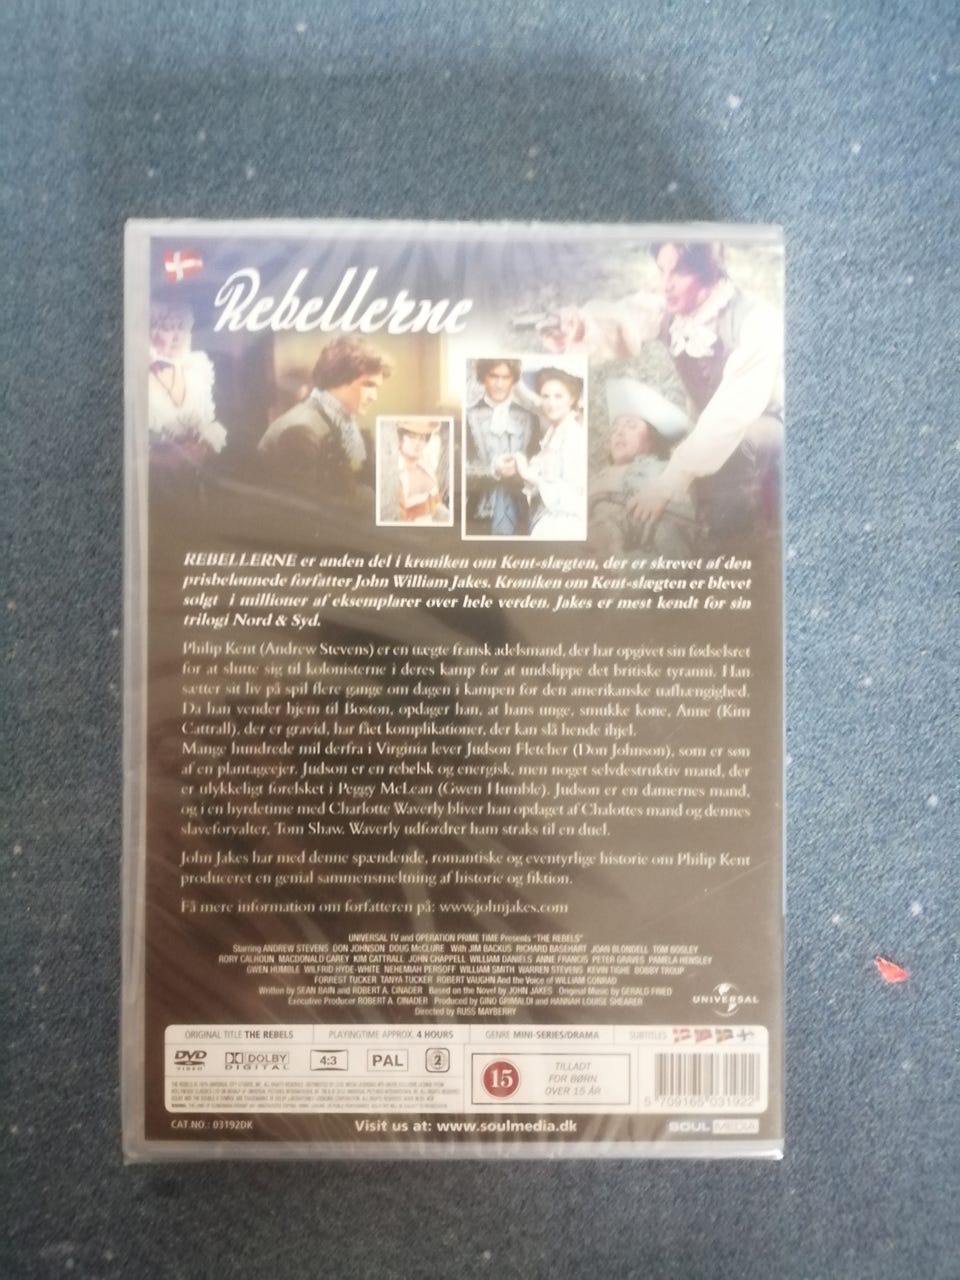 Rebellerne
REBELLERNE er anden del i krøniken om Kent-slægten, der er skrevet af den
prisbelønnede forfatter John William Jakes. Krøniken om Kent-slægten er blevet
solgt i millioner af eksemplarer over hele verden. Jakes er mest kendt for sin
trilogi Nord & Syd.
Philip Kent (Andrew Stevens) er en uægte fransk adelsmand, der har opgivet sin fødselsret
for at slutte sig til kolonisterne i deres kamp for at undslippe det britiske tyranni. Han
sætter sit liv på spil flere gange om dagen i kampen for den amerikanske uafhængighed.
Da han vender hjem til Boston, opdager han, at hans unge, smukke kone, Anne (Kim
Cattrall), der er gravid, har fået komplikationer, der kan slå hende ihjel.
Mange hundrede mil derfra i Virginia lever Judson Fletcher (Don Johnson), som er søn
af en plantageejer. Judson er en rebelsk og energisk, men noget selvdestruktiv mand, der
er ulykkeligt forelsket i Peggy McLean (Gwen Humble). Judson er en damernes mand,
og i en hyrdetime med Charlotte Waverly bliver han opdaget af Chalottes mand og dennes
slaveforvalter, Tom Shaw. Waverly udfordrer ham straks til en duel.
John Jakes har med denne spændende, romantiske og eventyrlige historie om Philip Kent
produceret en genial sammensmeltning af historie og fiktion.
Få mere information om forfatteren på: www.johnjakes.com
UNIVERSAL TV and OPERATION PRIME TIME Presents "THE REBELS"
Starring ANDREW STEVENS DON JOHNSON DOUG McCLURE With JIM BACKUS RICHARD BASEHART JOAN BLONDELL TOM BOSLEY
RORY CALHOUN MACDONALD CAREY KIM CATTRALL JOHN CHAPPELL WILLIAM DANIELS ANNE FRANCIS PETER GRAVES PAMELA HENSLEY
GWEN HUMBLE WILFRID HYDE-WHITE NEHEMIAH PERSOFF WILLIAM SMITH WARREN STEVENS KEVIN TIGHE BOBBY TROUP
FORREST TUCKER TANYA TUCKER ROBERT VAUGHN And the Voice of WILLIAM CONRAD
Written by SEAN BAIN and ROBERT A. CINADER Based on the Novel by JOHN JAKES Original Music by GERALD FRIED
Executive Producer ROBERT A. CINADER Produced by GINO GRIMALDI and HANNAH LOUISE SHEARER
Directed by RUSS MAYBERRY
UNIVERSAL
ORIGINAL TITLE THE REBELS PLAYINGTIME APPROX. 4 HOURS GENRE MINI-SERIES/DRAMA SUBTITLES
DVD VIDEO DOLBY DIGITAL 4:3 PAL 2
15 TILLADT
FOR BØRN
OVER 15 ÅR
5 709165 031922
CAT.NO.: 03192DK Visit us at: www.soulmedia.dk SOUL MEDIA